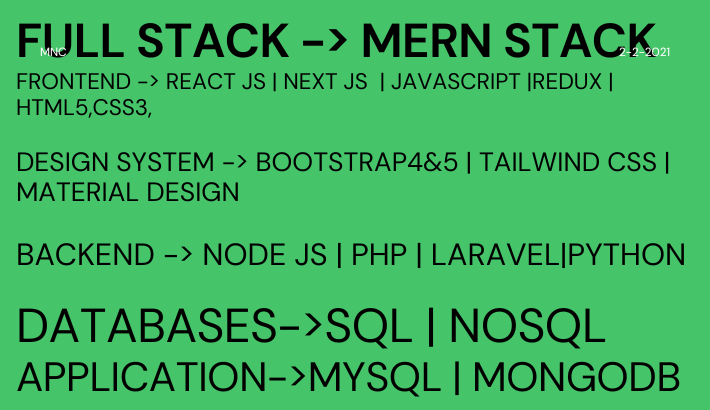 FULL STACK -> MERN STACK
MNC
2-2-2021
FRONTEND -> REACT JS | NEXT JS | JAVASCRIPT |REDUX |
HTML5,CSS3,
DESIGN SYSTEM -> BOOTSTRAP4&5 | TAILWIND CSS |
MATERIAL DESIGN
BACKEND -> NODE JS | PHP | LARAVEL|PYTHON
DATABASES->SQL | NOSQL
APPLICATION->MYSQL | MONGODB